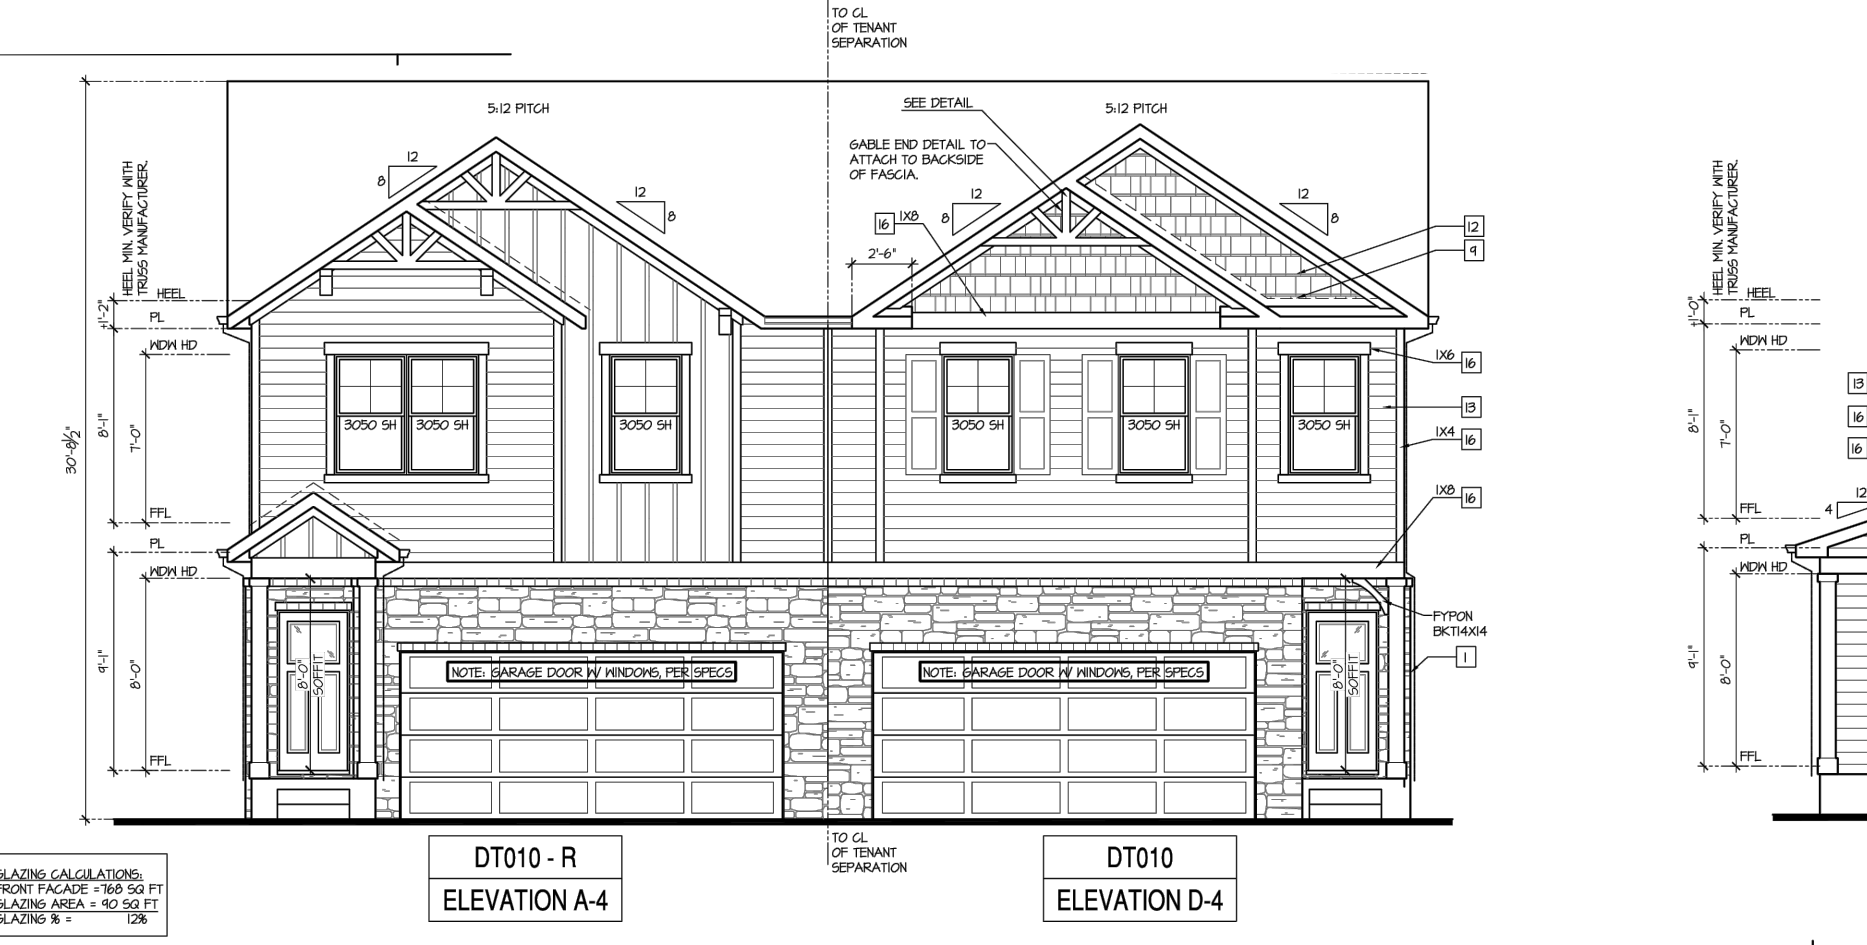 TO CL
OF TENANT
SEPARATION
5:12 PITCH
SEE DETAIL
5:12 PITCH
GABLE END DETAIL TO
ATTACH TO BACKSIDE
OF FASCIA.
12
8
12
8
12
8
12
8
16 1X8
2'-6"
12
9
HEEL MIN. VERIFY WITH
TRUSS MANUFACTURER.
HEEL
PL
WDW HD
±1'-2"
8'-1"
7'-0"
30'-8½"
FFL
PL
WDW HD
9'-1"
8'-0"
FFL
3050 SH
3050 SH
3050 SH
3050 SH
3050 SH
3050 SH
1X6 16
13
1X4 16
1X8 16
FYPON
BKT14X14
1
8'-0"
SOFFIT
NOTE: GARAGE DOOR W/ WINDOWS, PER SPECS
NOTE: GARAGE DOOR W/ WINDOWS, PER SPECS
8'-0"
SOFFIT
HEEL MIN. VERIFY WITH
TRUSS MANUFACTURER.
HEEL
PL
WDW HD
±1'-0"
8'-1"
7'-0"
13
16
16
12
4
FFL
PL
WDW HD
9'-1"
8'-0"
FFL
TO CL
OF TENANT
SEPARATION
DT010 - R
ELEVATION A-4
DT010
ELEVATION D-4
GLAZING CALCULATIONS:
FRONT FACADE =768 SQ FT
GLAZING AREA = 90 SQ FT
GLAZING % = 12%